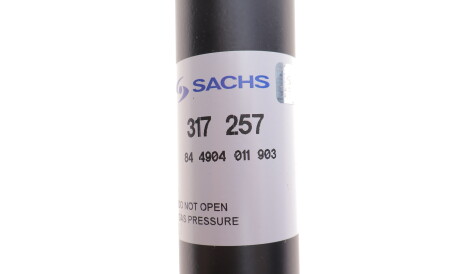 SACHS
317 257
84 4904 011 903
DO NOT OPEN
GAS PRESSURE